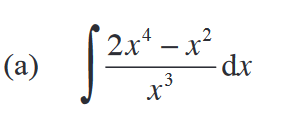 (a) ∫ (2x⁴ − x²)/x³ dx